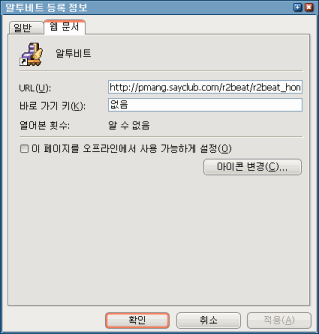 알투비트 등록 정보
일반
웹 문서
알투비트
URL(U): http://pmang.sayclub.com/r2beat/r2beat_hon
바로 가기 키(K): 없음
열어본 횟수: 알 수 없음
이 페이지를 오프라인에서 사용 가능하게 설정(O)
아이콘 변경(C)...
확인
취소
적용(A)